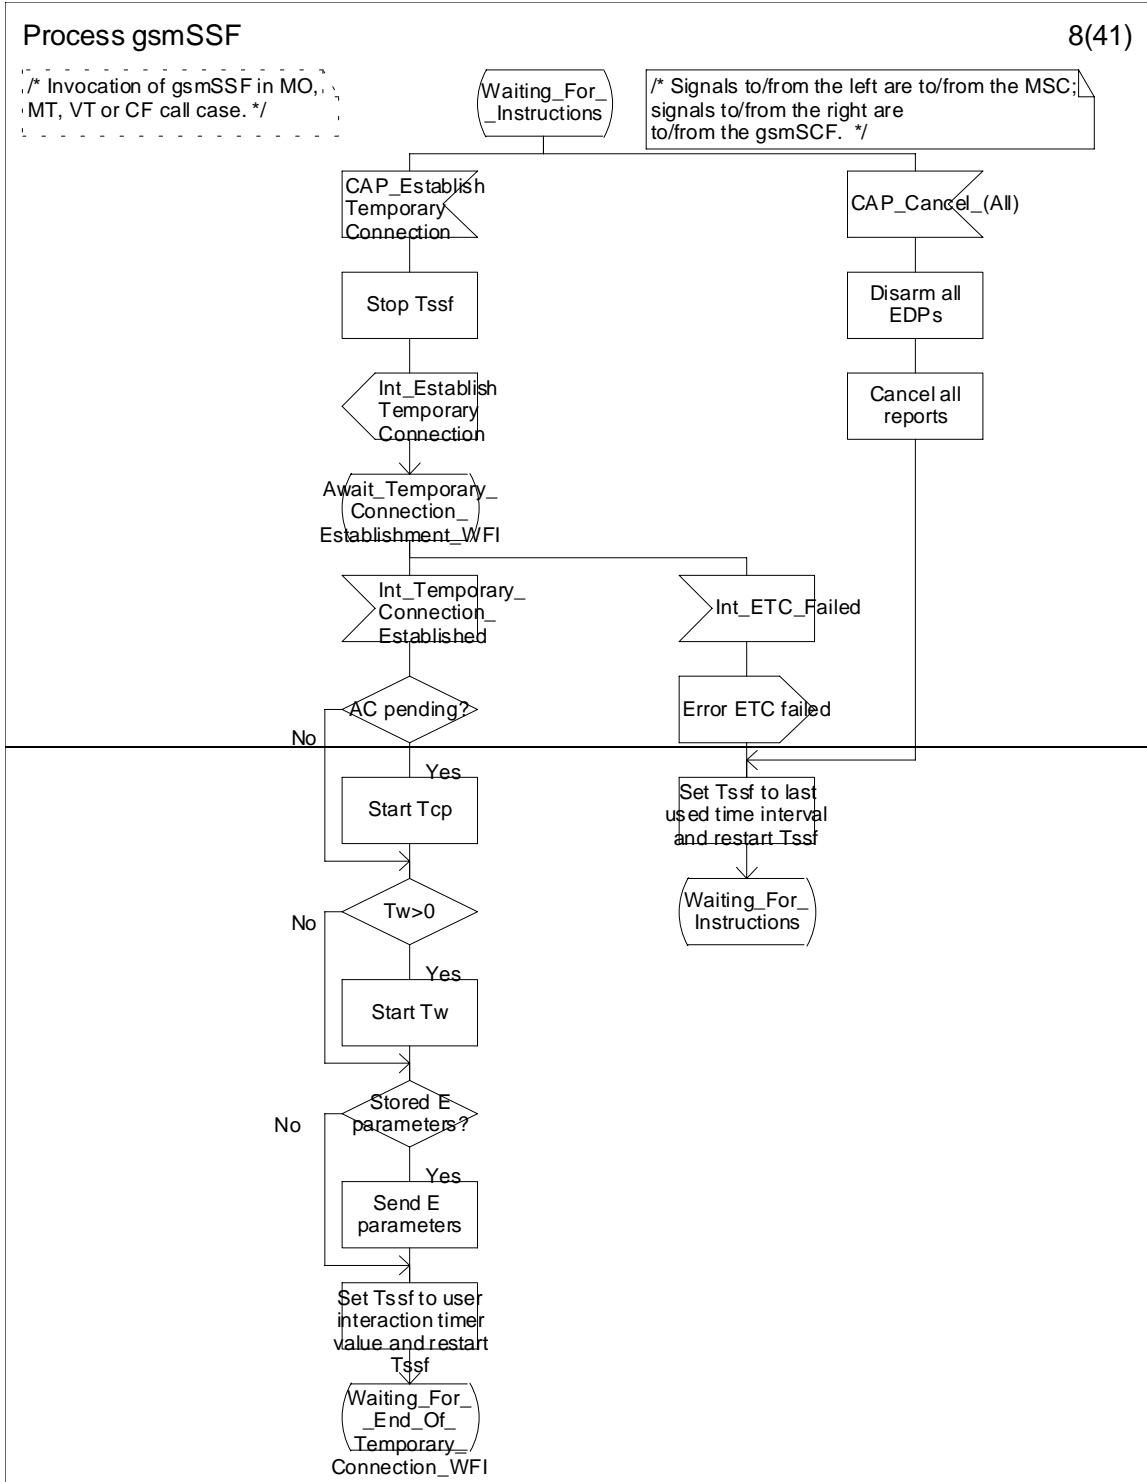 Process gsmSSF
8(41)
/* Invocation of gsmSSF in MO,
MT, VT or CF call case. */
Waiting_For_
_Instructions
/* Signals to/from the left are to/from the MSC;
signals to/from the right are
to/from the gsmSCF.  */
CAP_Establish
Temporary
Connection
CAP_Cancel_(All)
Stop Tssf
Disarm all
EDPs
Int_Establish
Temporary
Connection
Cancel all
reports
Await_Temporary_
Connection_
Establishment_WFI
Int_Temporary_
Connection_
Established
Int_ETC_Failed
AC pending?
Error ETC failed
No
Yes
Start Tcp
Set Tssf to last
used time interval
and restart Tssf
Tw>0
No
Waiting_For_
Instructions
Yes
Start Tw
Stored E
parameters?
No
Yes
Send E
parameters
Set Tssf to user
interaction timer
value and restart
Tssf
Waiting_For_
_End_Of_
Temporary_
Connection_WFI